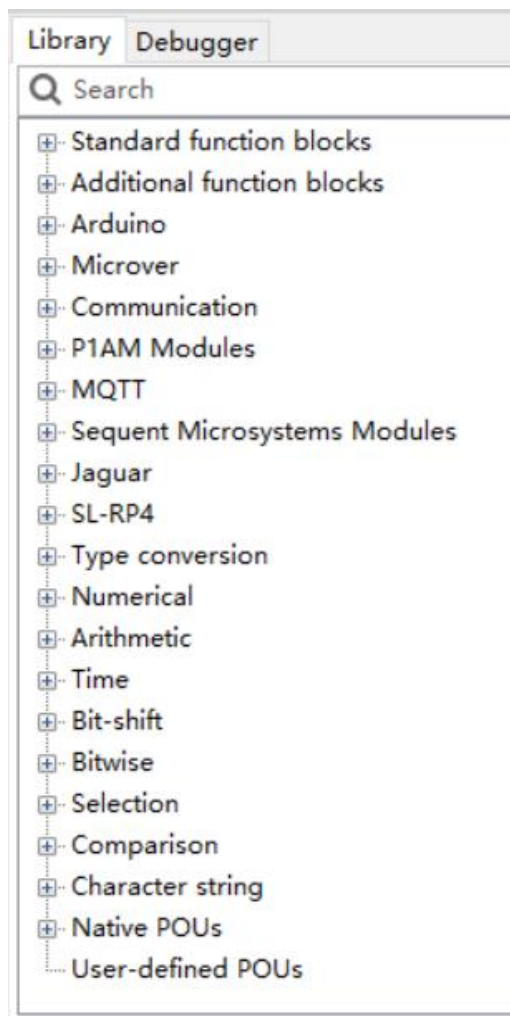 Library Debugger
Search
Standard function blocks
Additional function blocks
Arduino
Microver
Communication
P1AM Modules
MQTT
Sequent Microsystems Modules
Jaguar
SL-RP4
Type conversion
Numerical
Arithmetic
Time
Bit-shift
Bitwise
Selection
Comparison
Character string
Native POUs
User-defined POUs